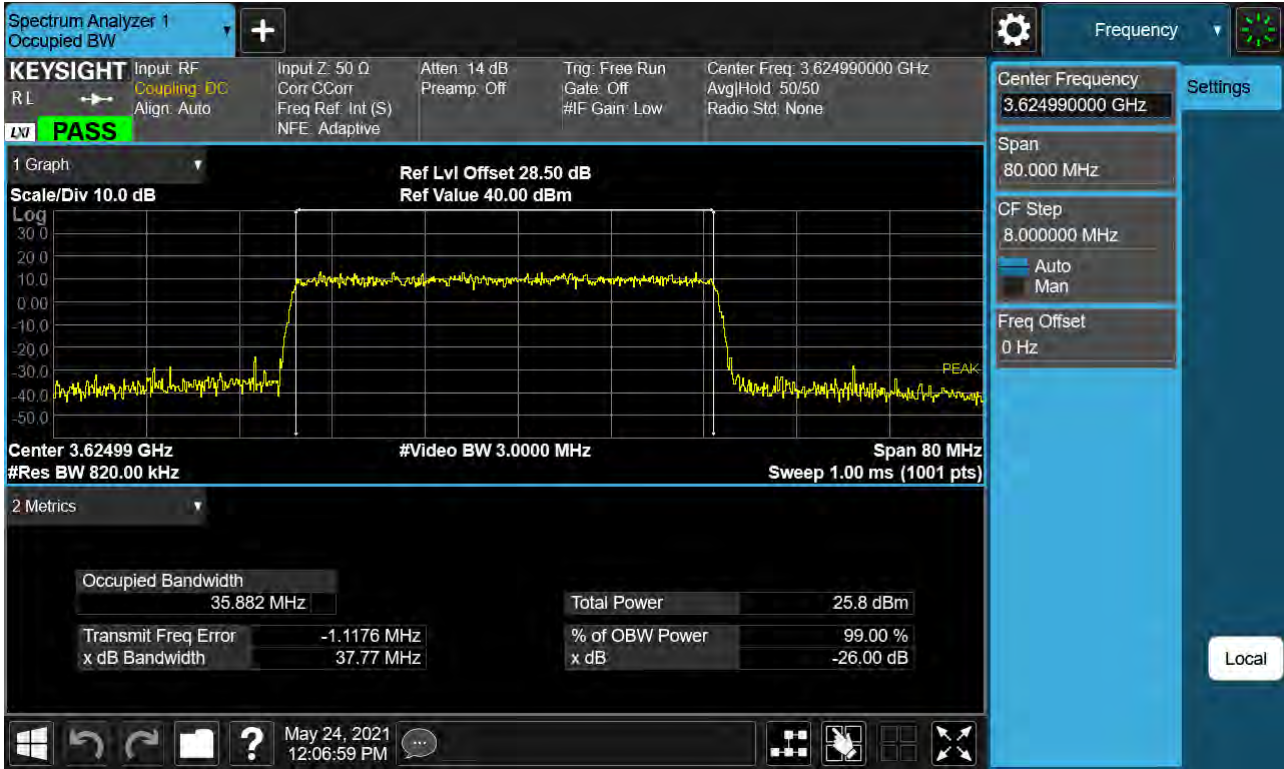 Spectrum Analyzer 1
Occupied BW
+
Frequency
KEYSIGHT
RL
LXI PASS
Input: RF
Coupling: DC
Align: Auto
Input Z: 50 Ω
Corr CCorr
Freq Ref: Int (S)
NFE: Adaptive
Atten: 14 dB
Preamp: Off
Trig: Free Run
Gate: Off
#IF Gain: Low
Center Freq: 3.624990000 GHz
Avg|Hold: 50/50
Radio Std: None
1 Graph
Scale/Div 10.0 dB
Ref Lvl Offset 28.50 dB
Ref Value 40.00 dBm
Log
30.0
20.0
10.0
0.00
-10.0
-20.0
-30.0
-40.0
-50.0
PEAK
Center 3.62499 GHz
#Video BW 3.0000 MHz
Span 80 MHz
#Res BW 820.00 kHz
Sweep 1.00 ms (1001 pts)
2 Metrics
Occupied Bandwidth
35.882 MHz
Total Power 25.8 dBm
Transmit Freq Error -1.1176 MHz
% of OBW Power 99.00 %
x dB Bandwidth 37.77 MHz
x dB -26.00 dB
Center Frequency
3.624990000 GHz
Settings
Span
80.000 MHz
CF Step
8.000000 MHz
Auto
Man
Freq Offset
0 Hz
Local
?
May 24, 2021
12:06:59 PM